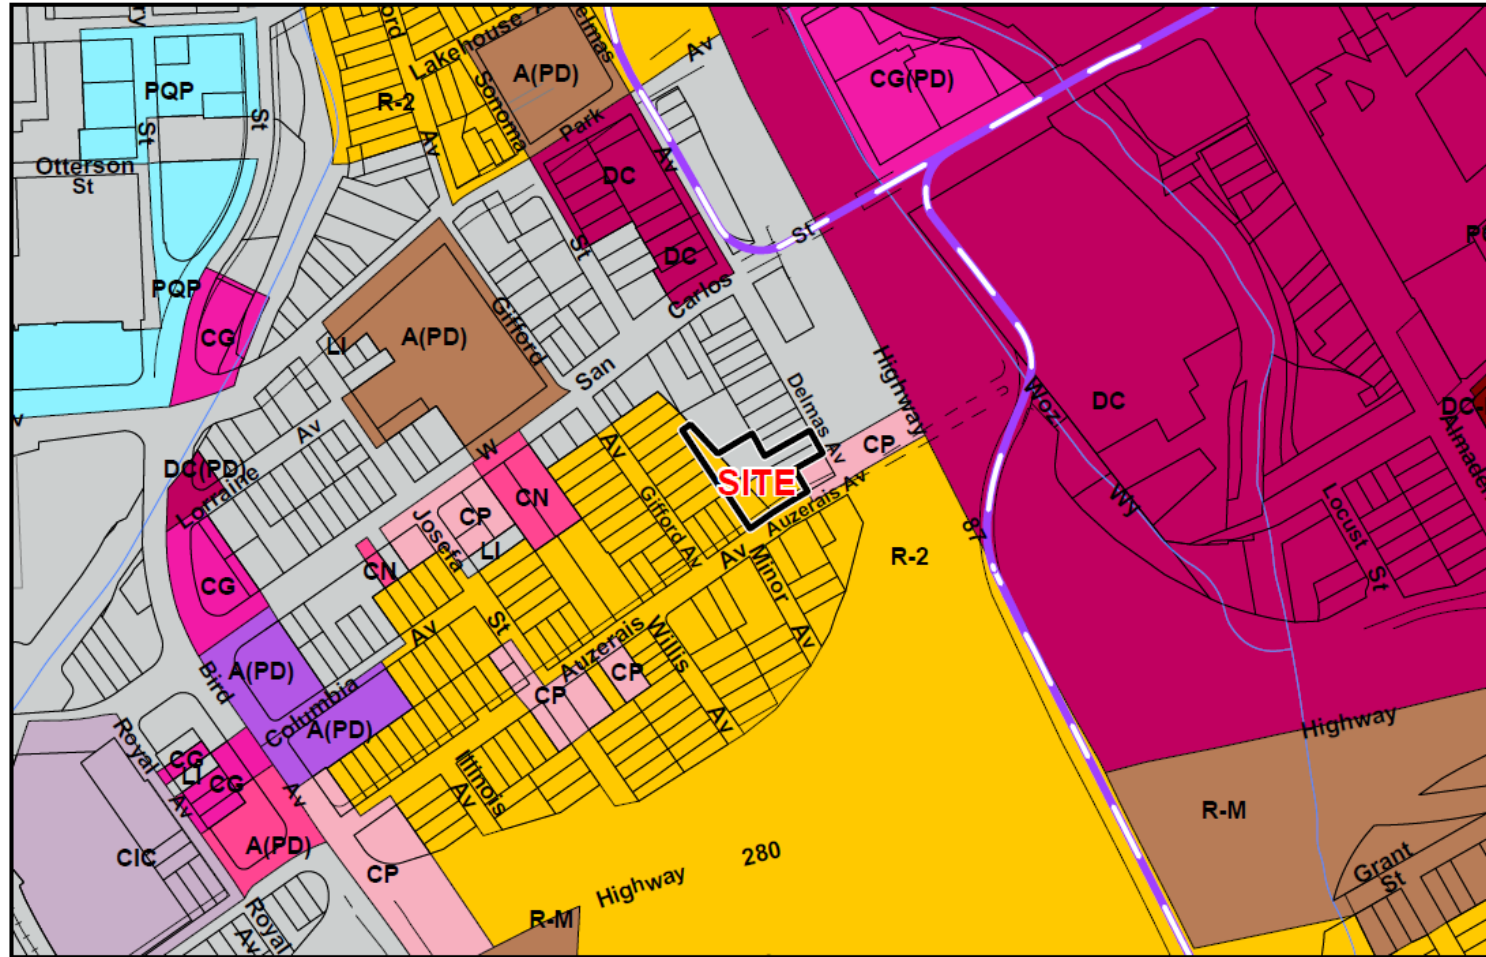 Lakehouse
Delmas
Av
PQP
St
St
R-2
Av
Sonoma
A(PD)
Park
Av
CG(PD)
Otterson
St
DC
St
DC
St
Carlos
PQP
CG
LI
A(PD)
Gifford
San
Highway
Delmas Av
CP
Woz
Wy
DC
DC-
Almaden
Av
W
DC(PD)
Lorraine
CN
CP
Josefa
LI
CN
Av
Gifford Av
SITE
Auzerais Av
Av
Minor
Av
87
R-2
Locust
St
CG
A(PD)
Bird
Columbia
A(PD)
Av
St
Auzerais
Willis
Av
CP
CP
Royal
Av
CG
LI
CG
Av
A(PD)
CIC
CP
Illinois
Av
Highway
280
R-M
Royal
Av
Highway
R-M
Grant
St